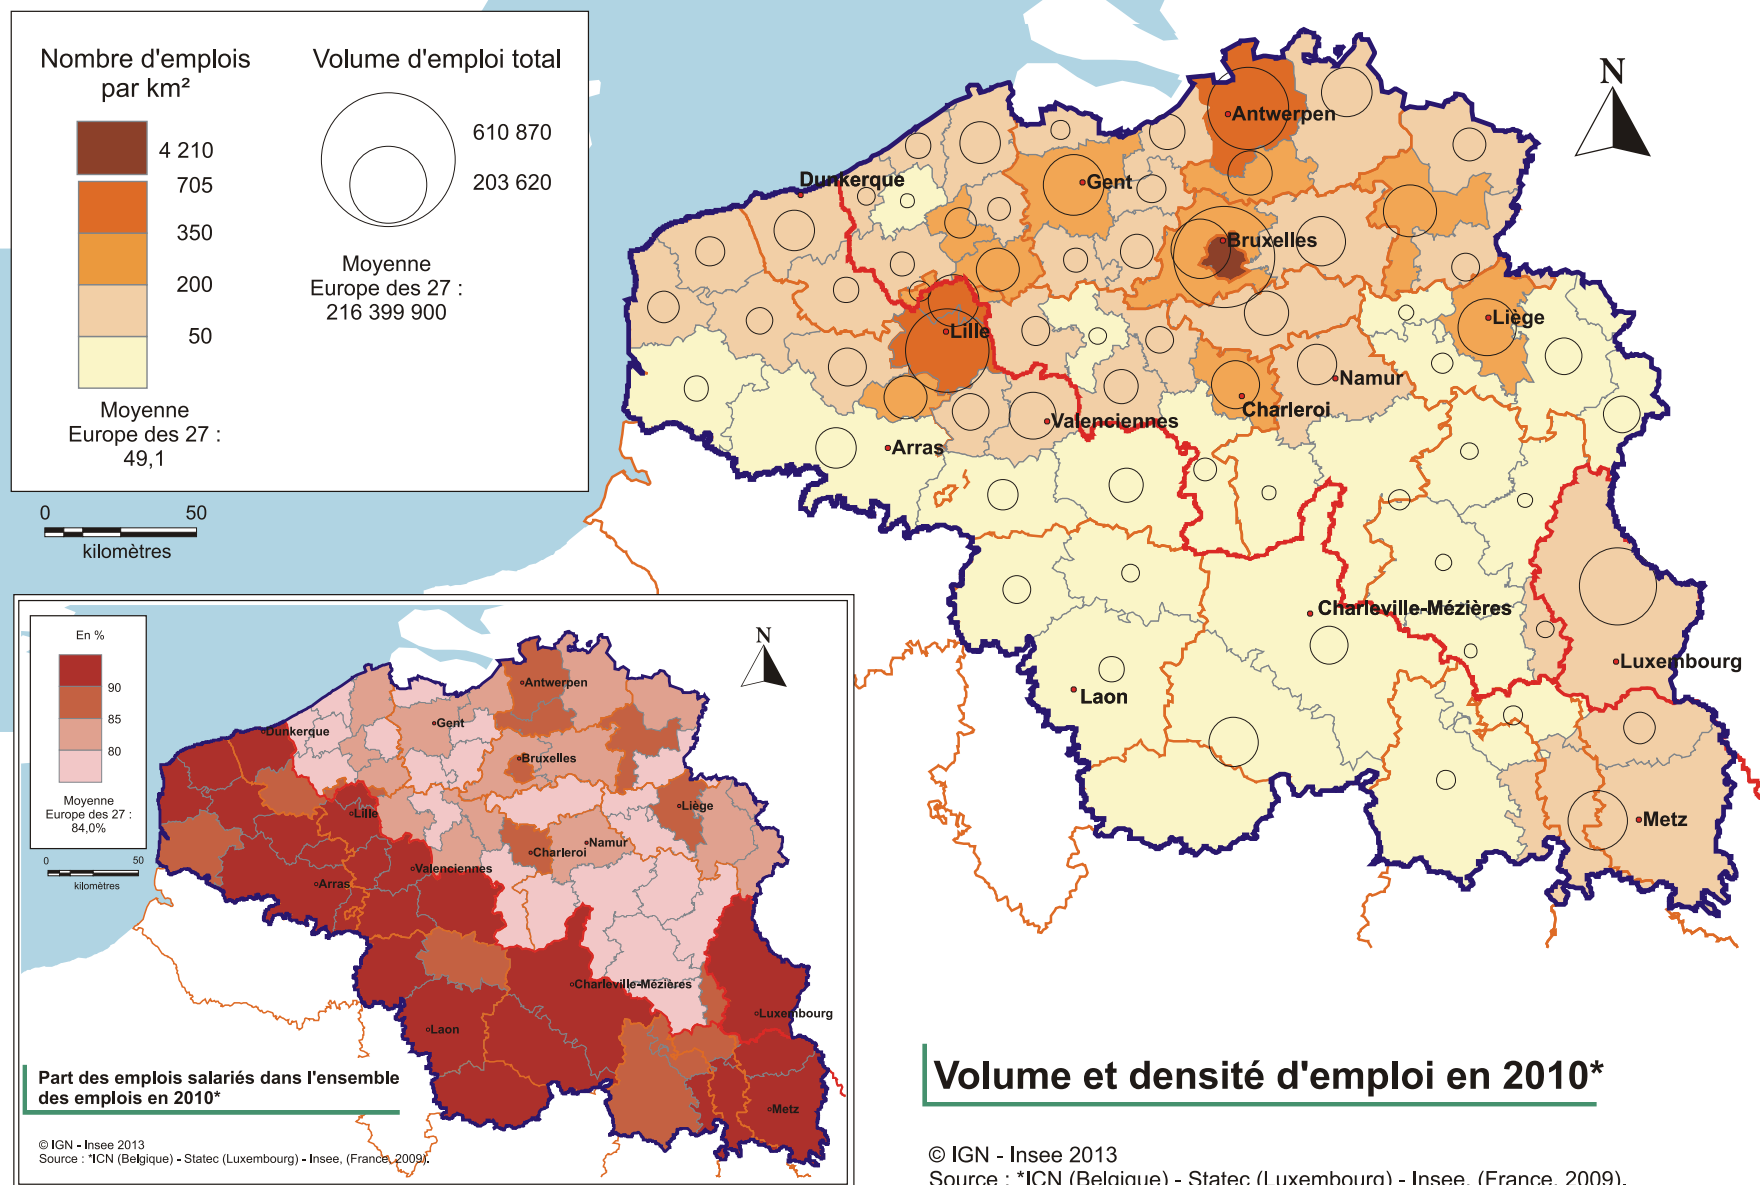 Nombre d'emplois
par km²
4 210
705
350
200
50
Moyenne
Europe des 27 :
49,1
Volume d'emploi total
610 870
203 620
Moyenne
Europe des 27 :
216 399 900
0 50
kilomètres
N
Antwerpen
Dunkerque
Gent
Bruxelles
Lille
Liège
Namur
Charleroi
Valenciennes
Arras
Charleville-Mézières
Luxembourg
Laon
Metz
En %
90
85
80
Moyenne
Europe des 27 :
84,0%
0 50
kilomètres
N
Antwerpen
Gent
Dunkerque
Bruxelles
Liège
Lille
Namur
Charleroi
Valenciennes
Arras
Charleville-Mézières
Luxembourg
Laon
Metz
Part des emplois salariés dans l'ensemble
des emplois en 2010*
© IGN - Insee 2013
Source : *ICN (Belgique) - Statec (Luxembourg) - Insee, (France, 2009).
Volume et densité d'emploi en 2010*
© IGN - Insee 2013
Source : *ICN (Belgique) - Statec (Luxembourg) - Insee, (France, 2009).